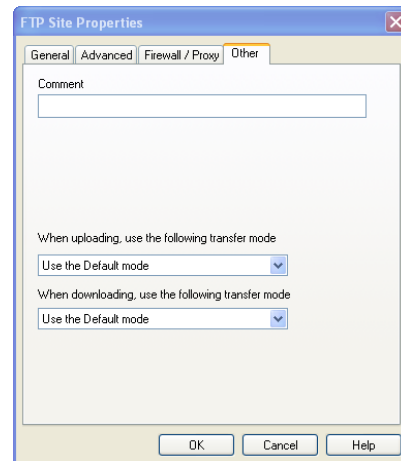 FTP Site Properties
General Advanced Firewall / Proxy Other
Comment
When uploading, use the following transfer mode
Use the Default mode
When downloading, use the following transfer mode
Use the Default mode
OK Cancel Help